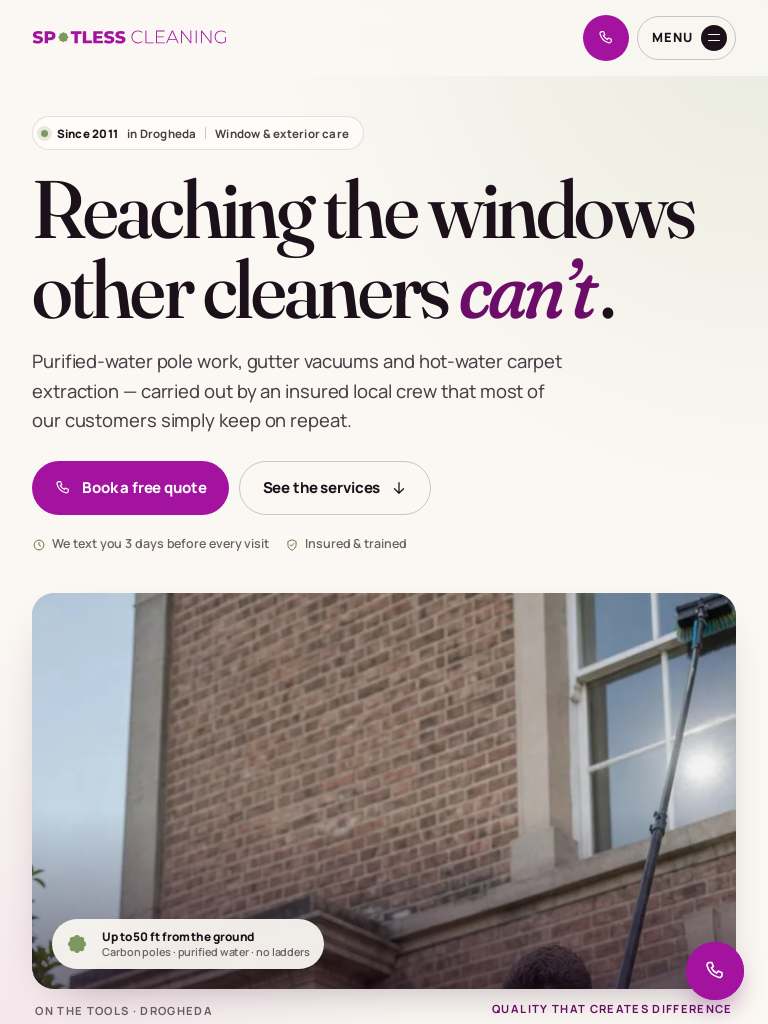 SPOTLESS CLEANING
MENU
Since 2011 in Drogheda Window & exterior care
Reaching the windows
other cleaners can't.
Purified-water pole work, gutter vacuums and hot-water carpet
extraction — carried out by an insured local crew that most of
our customers simply keep on repeat.
Book a free quote
See the services
We text you 3 days before every visit
Insured & trained
Up to 50 ft from the ground
Carbon poles · purified water · no ladders
ON THE TOOLS · DROGHEDA
QUALITY THAT CREATES DIFFERENCE